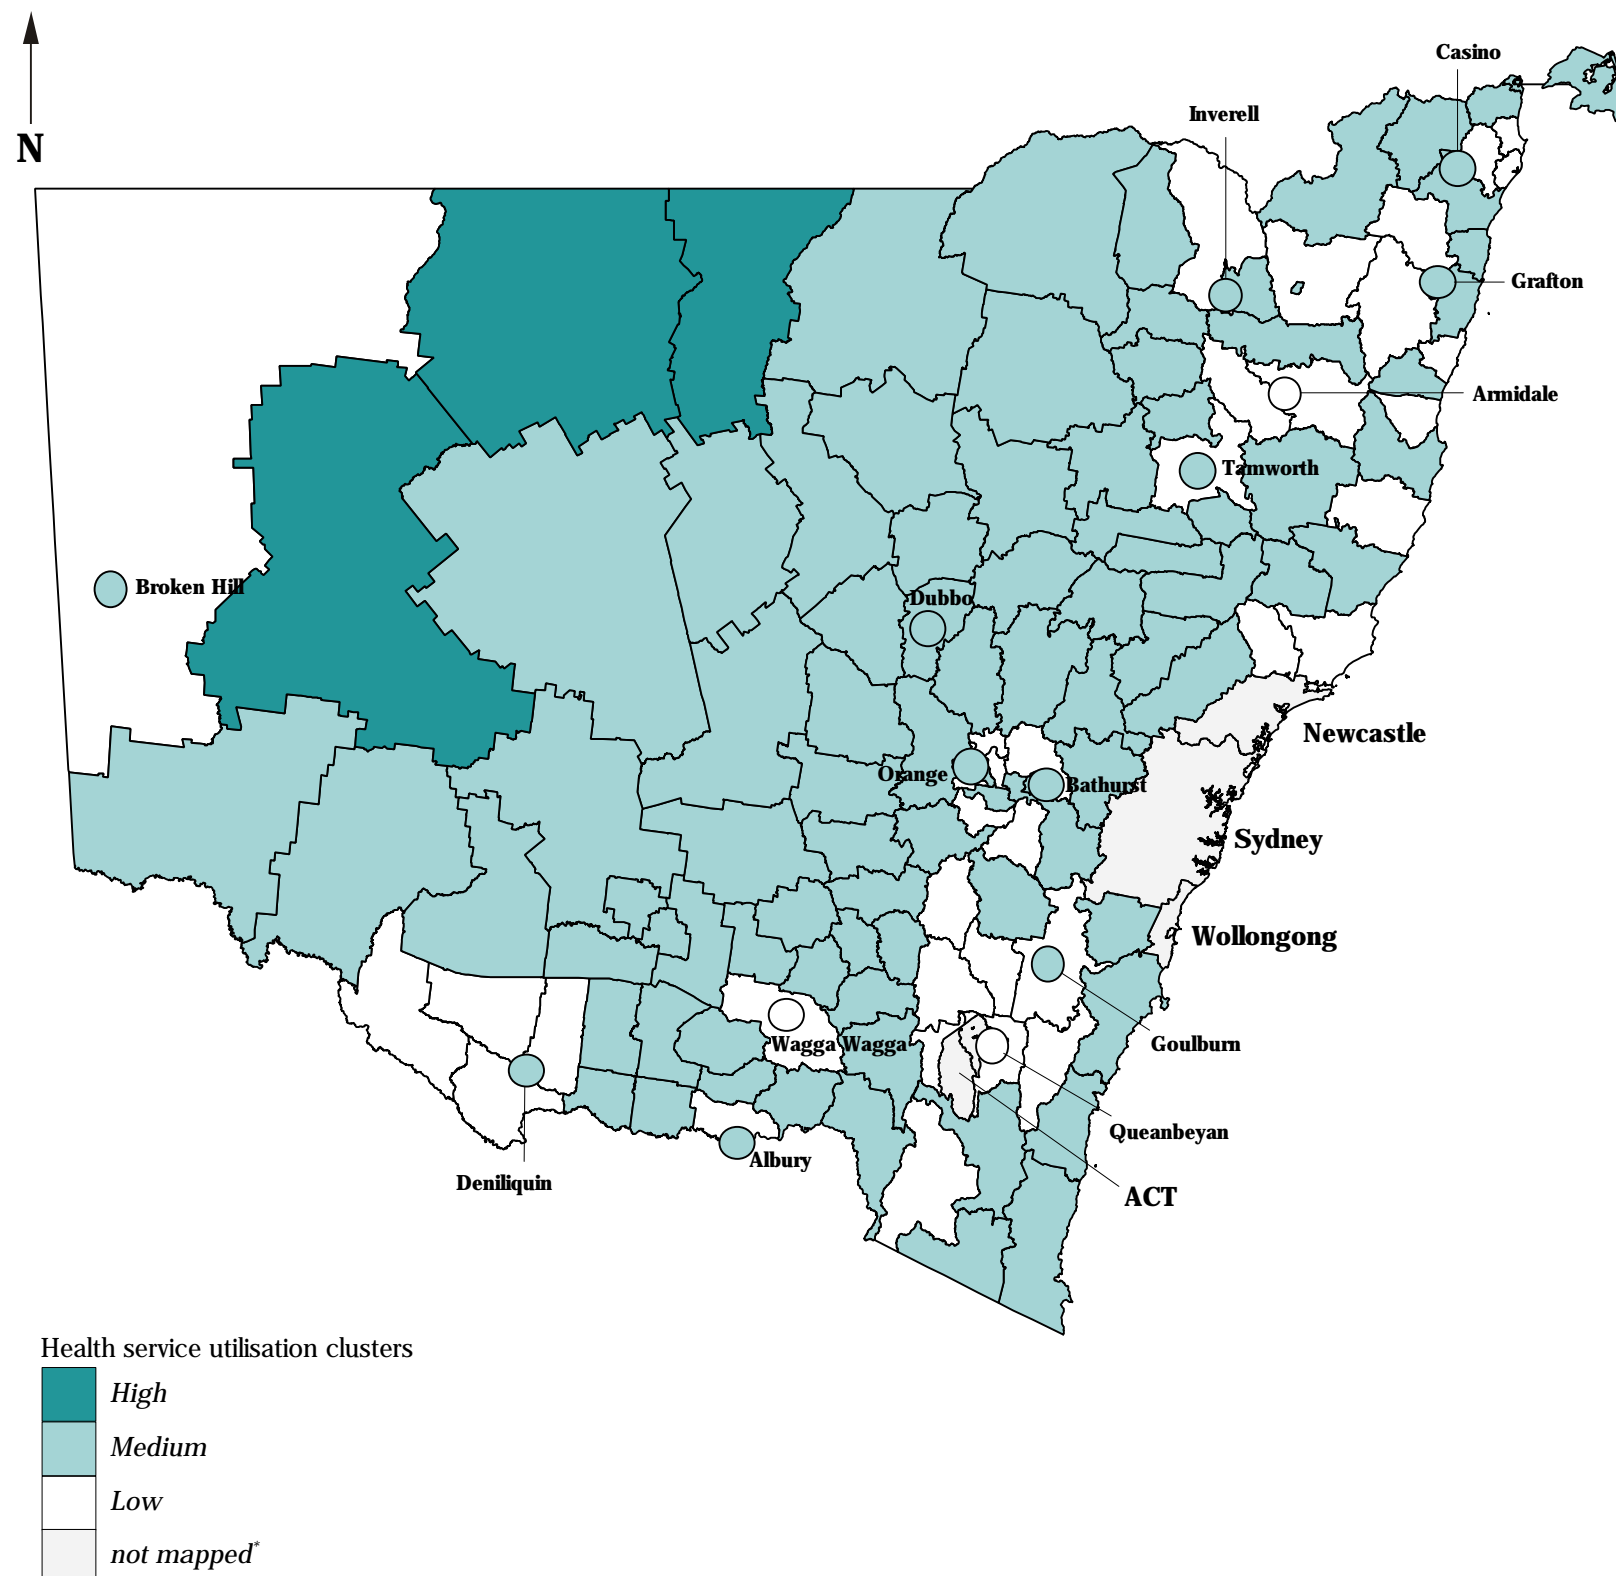 Casino
Inverell
N
Grafton
Armidale
Tamworth
Broken Hill
Dubbo
Newcastle
Orange
Bathurst
Sydney
Wollongong
Wagga Wagga
Goulburn
Queanbeyan
Albury
Deniliquin
ACT
Health service utilisation clusters
High
Medium
Low
not mapped*